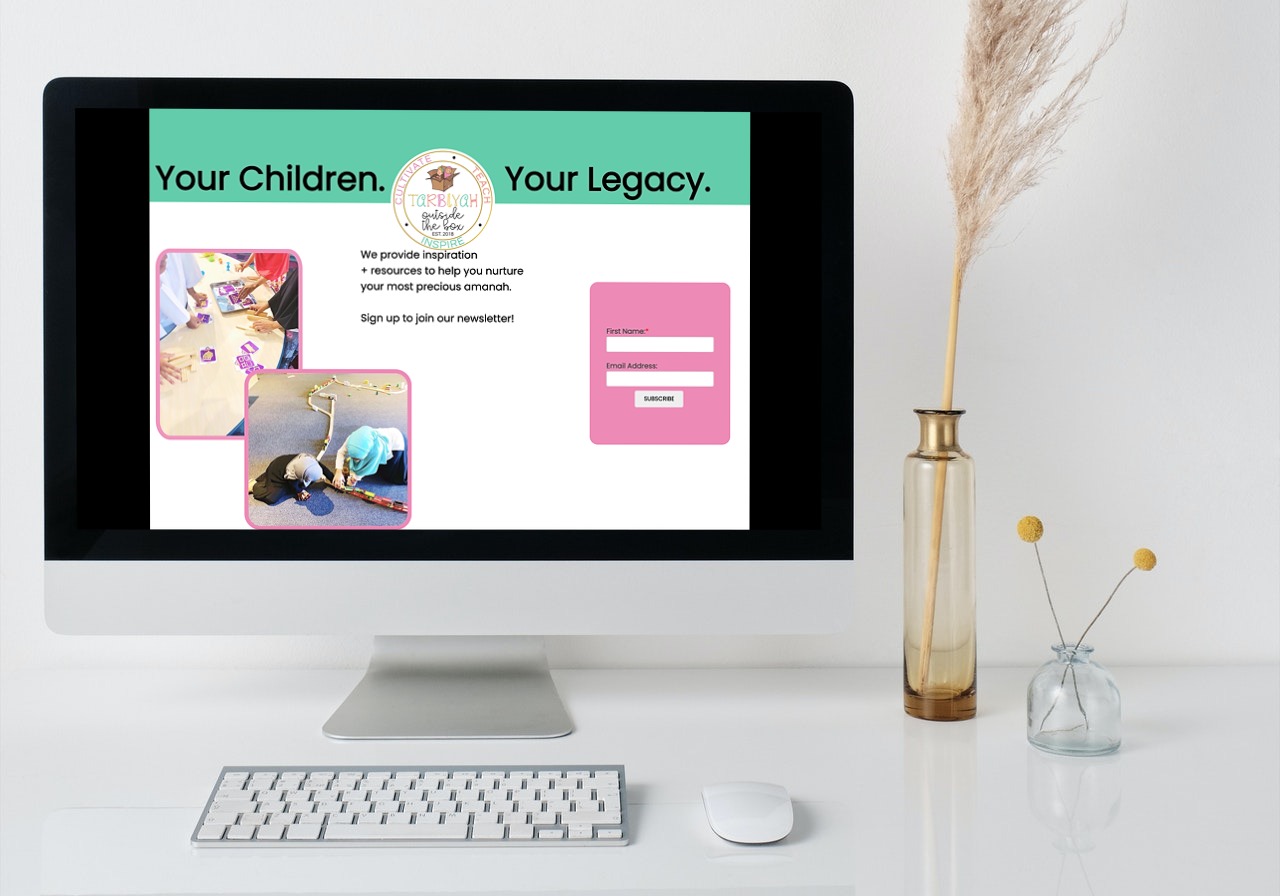 Your Children.
Your Legacy.
CULTIVATE
TEACH
TARBIYAH
outside
the box
EST. 2018
INSPIRE
We provide inspiration
+ resources to help you nurture
your most precious amanah.
Sign up to join our newsletter!
First Name:*
Email Address:
SUBSCRIBE